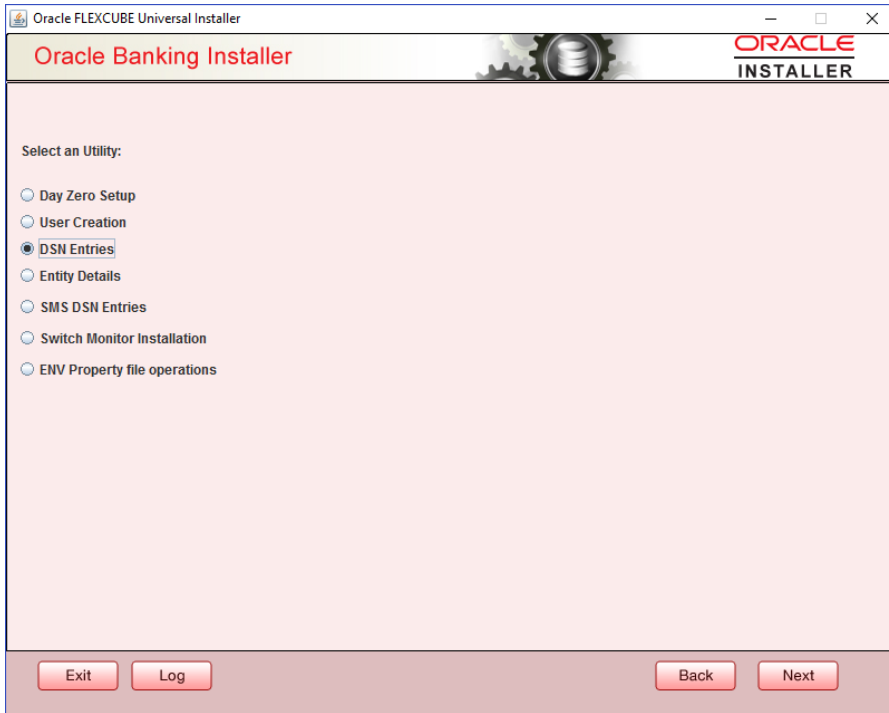 Oracle FLEXCUBE Universal Installer
Oracle Banking Installer
ORACLE
INSTALLER
Select an Utility:
Day Zero Setup
User Creation
DSN Entries
Entity Details
SMS DSN Entries
Switch Monitor Installation
ENV Property file operations
Exit Log Back Next